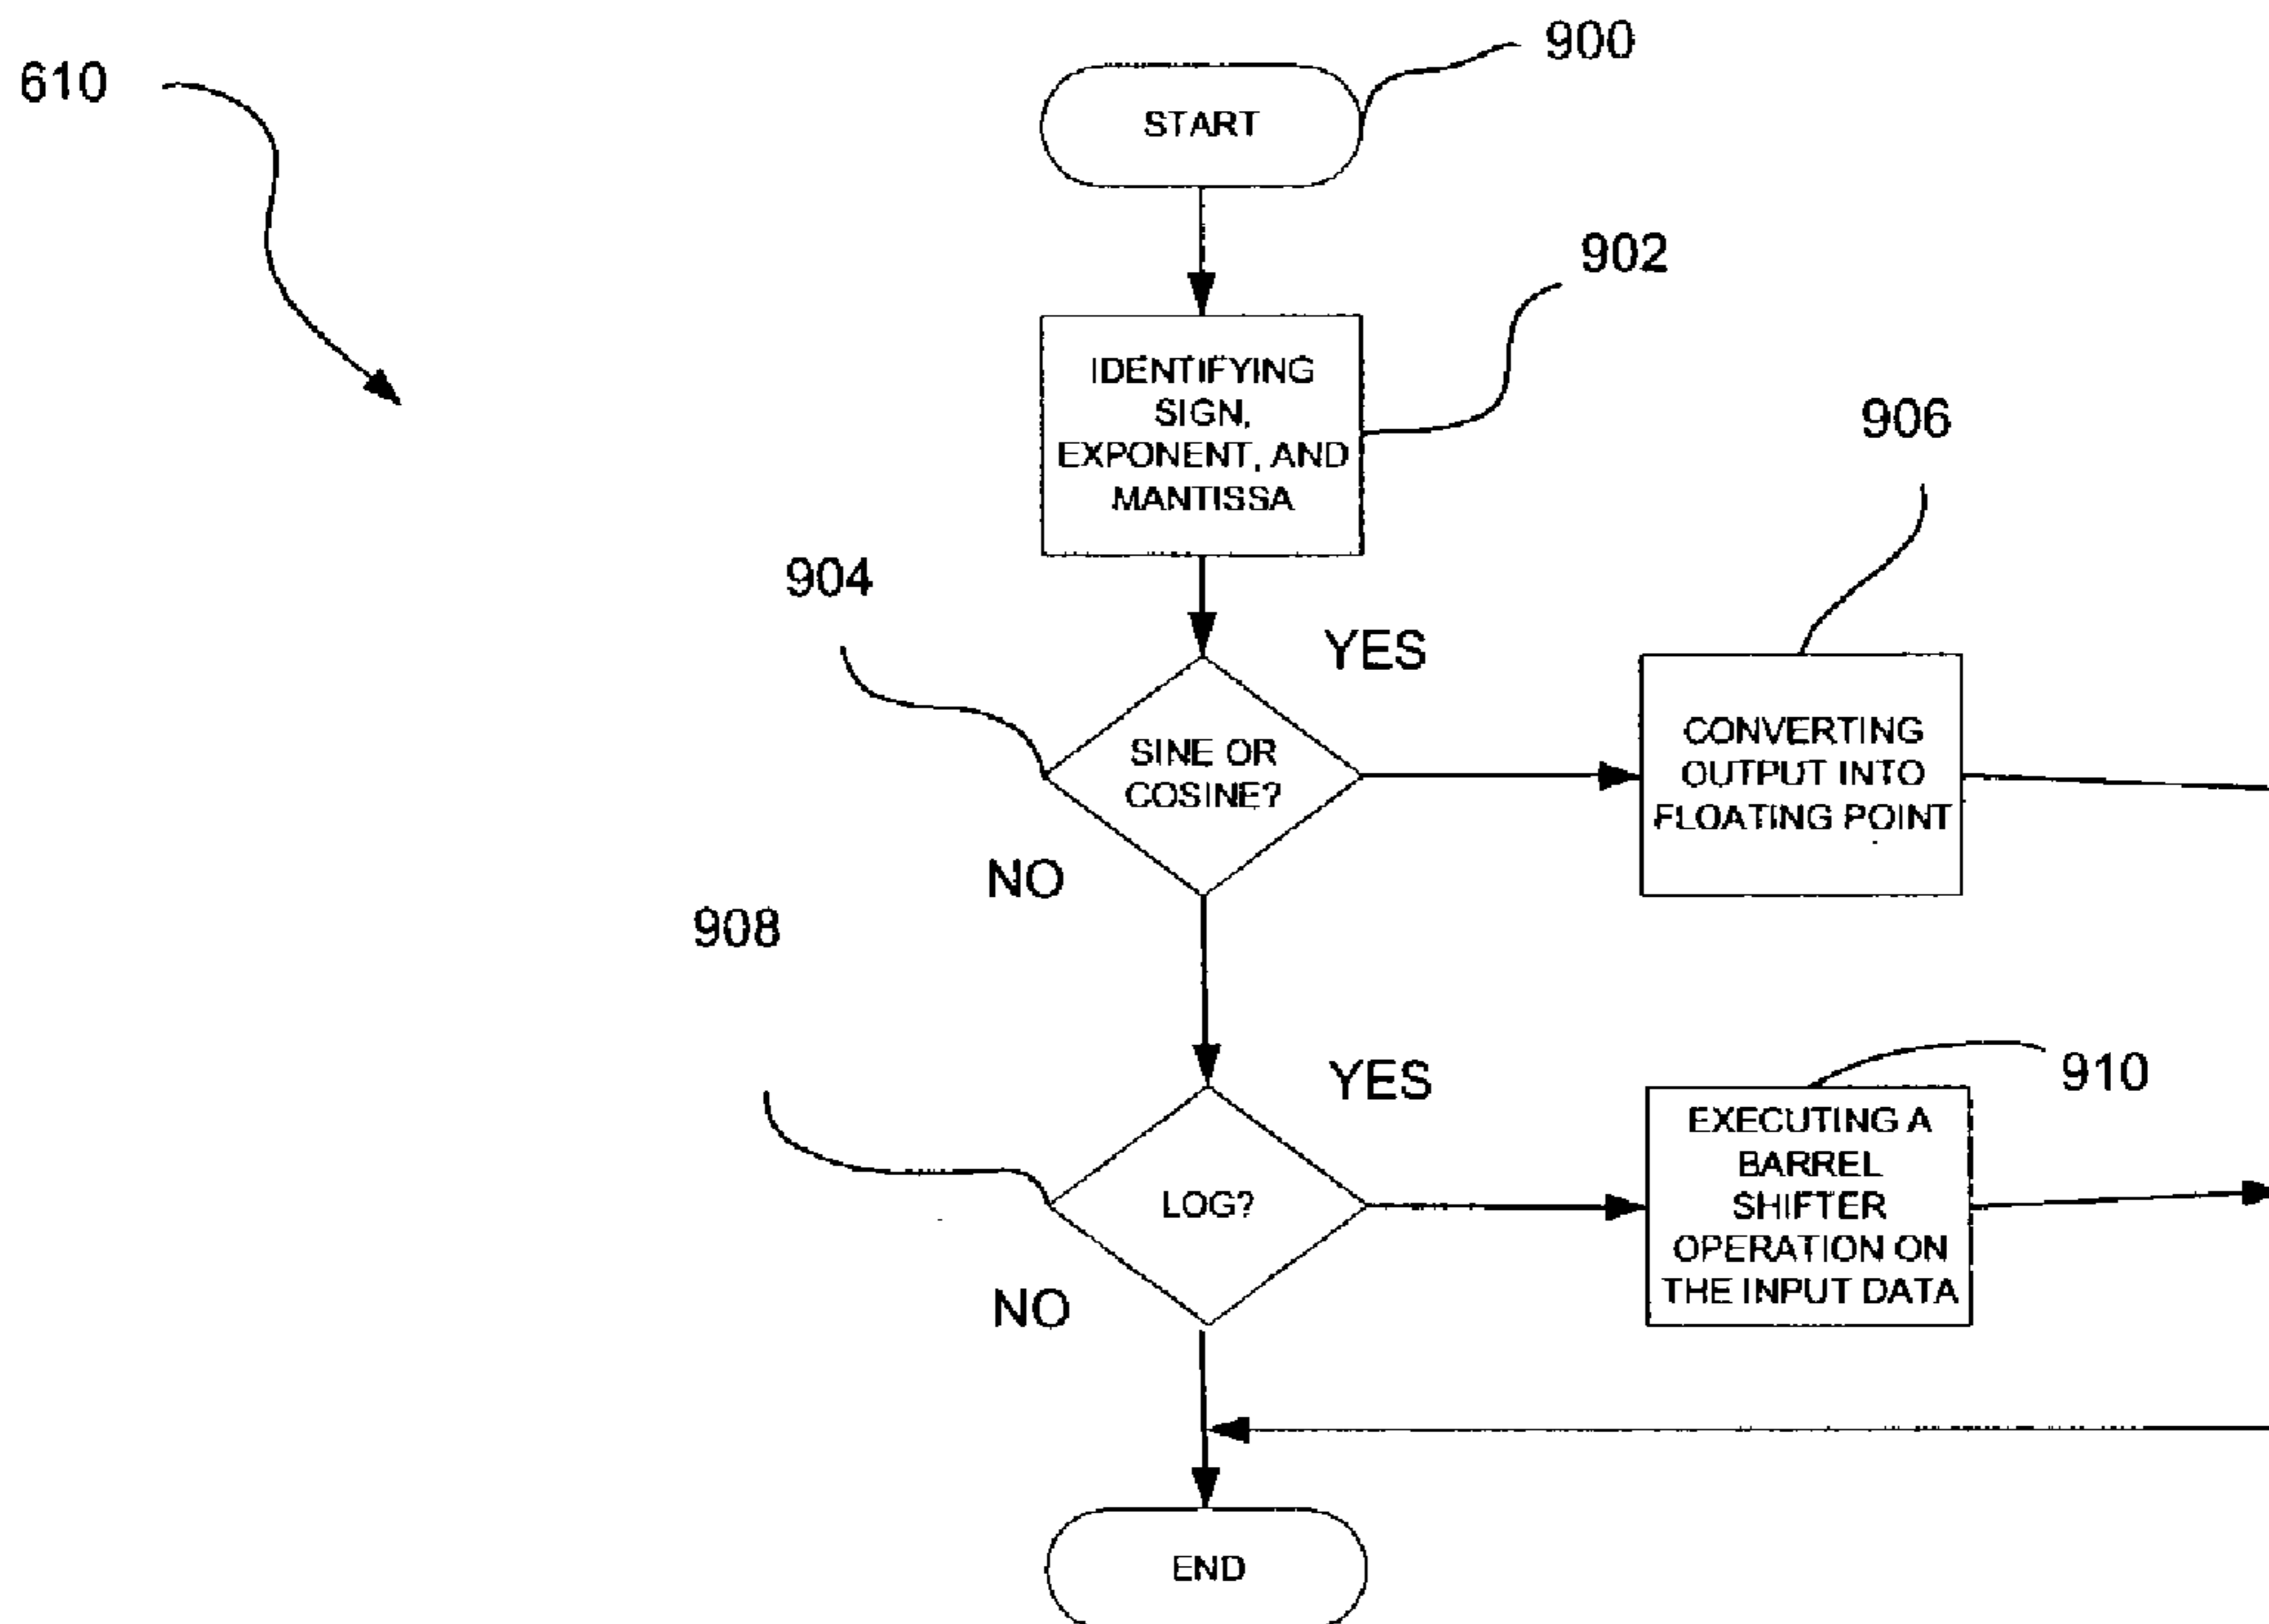 610
900
START
902
IDENTIFYING
SIGN,
EXPONENT, AND
MANTISSA
904
YES
906
SINE OR
COSINE?
CONVERTING
OUTPUT INTO
FLOATING POINT
NO
908
YES
910
LOG?
EXECUTING A
BARREL
SHIFTER
OPERATION ON
THE INPUT DATA
NO
END